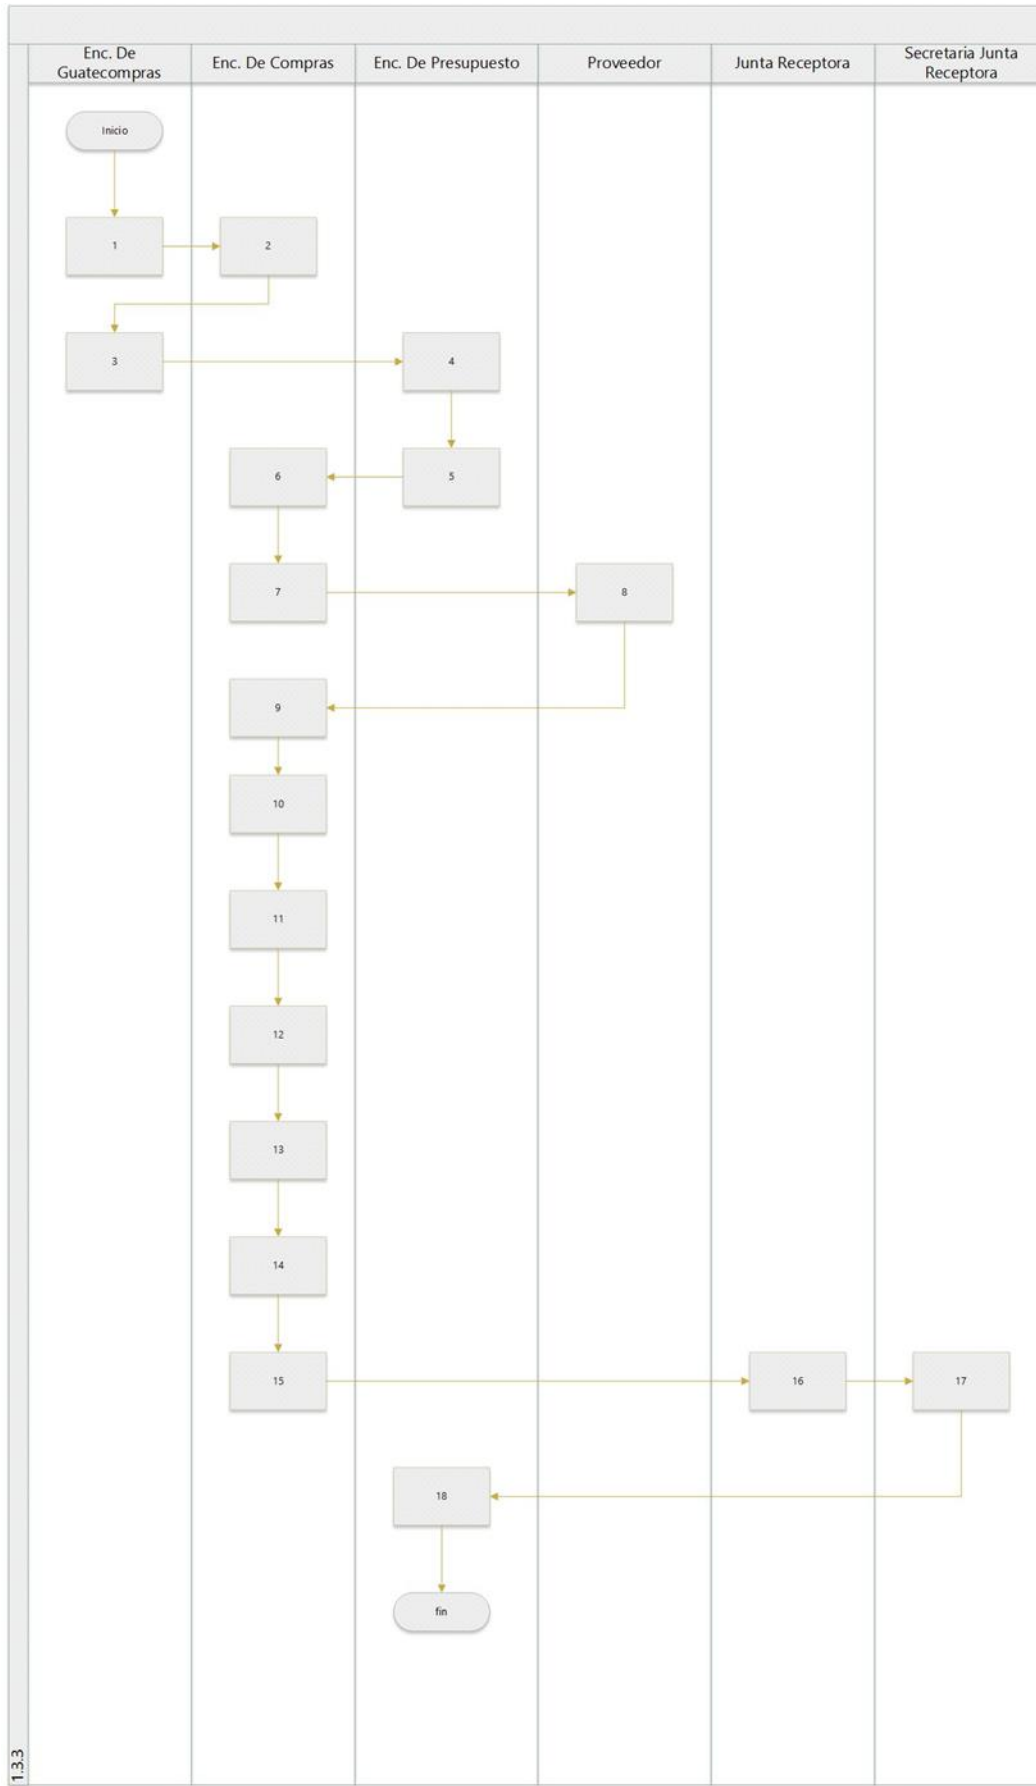 Enc. De
Guatecompras
Enc. De Compras
Enc. De Presupuesto
Proveedor
Junta Receptora
Secretaria Junta
Receptora
Inicio
1
2
3
4
6
5
7
8
9
10
11
12
13
14
15
16
17
18
fin
1.3.3